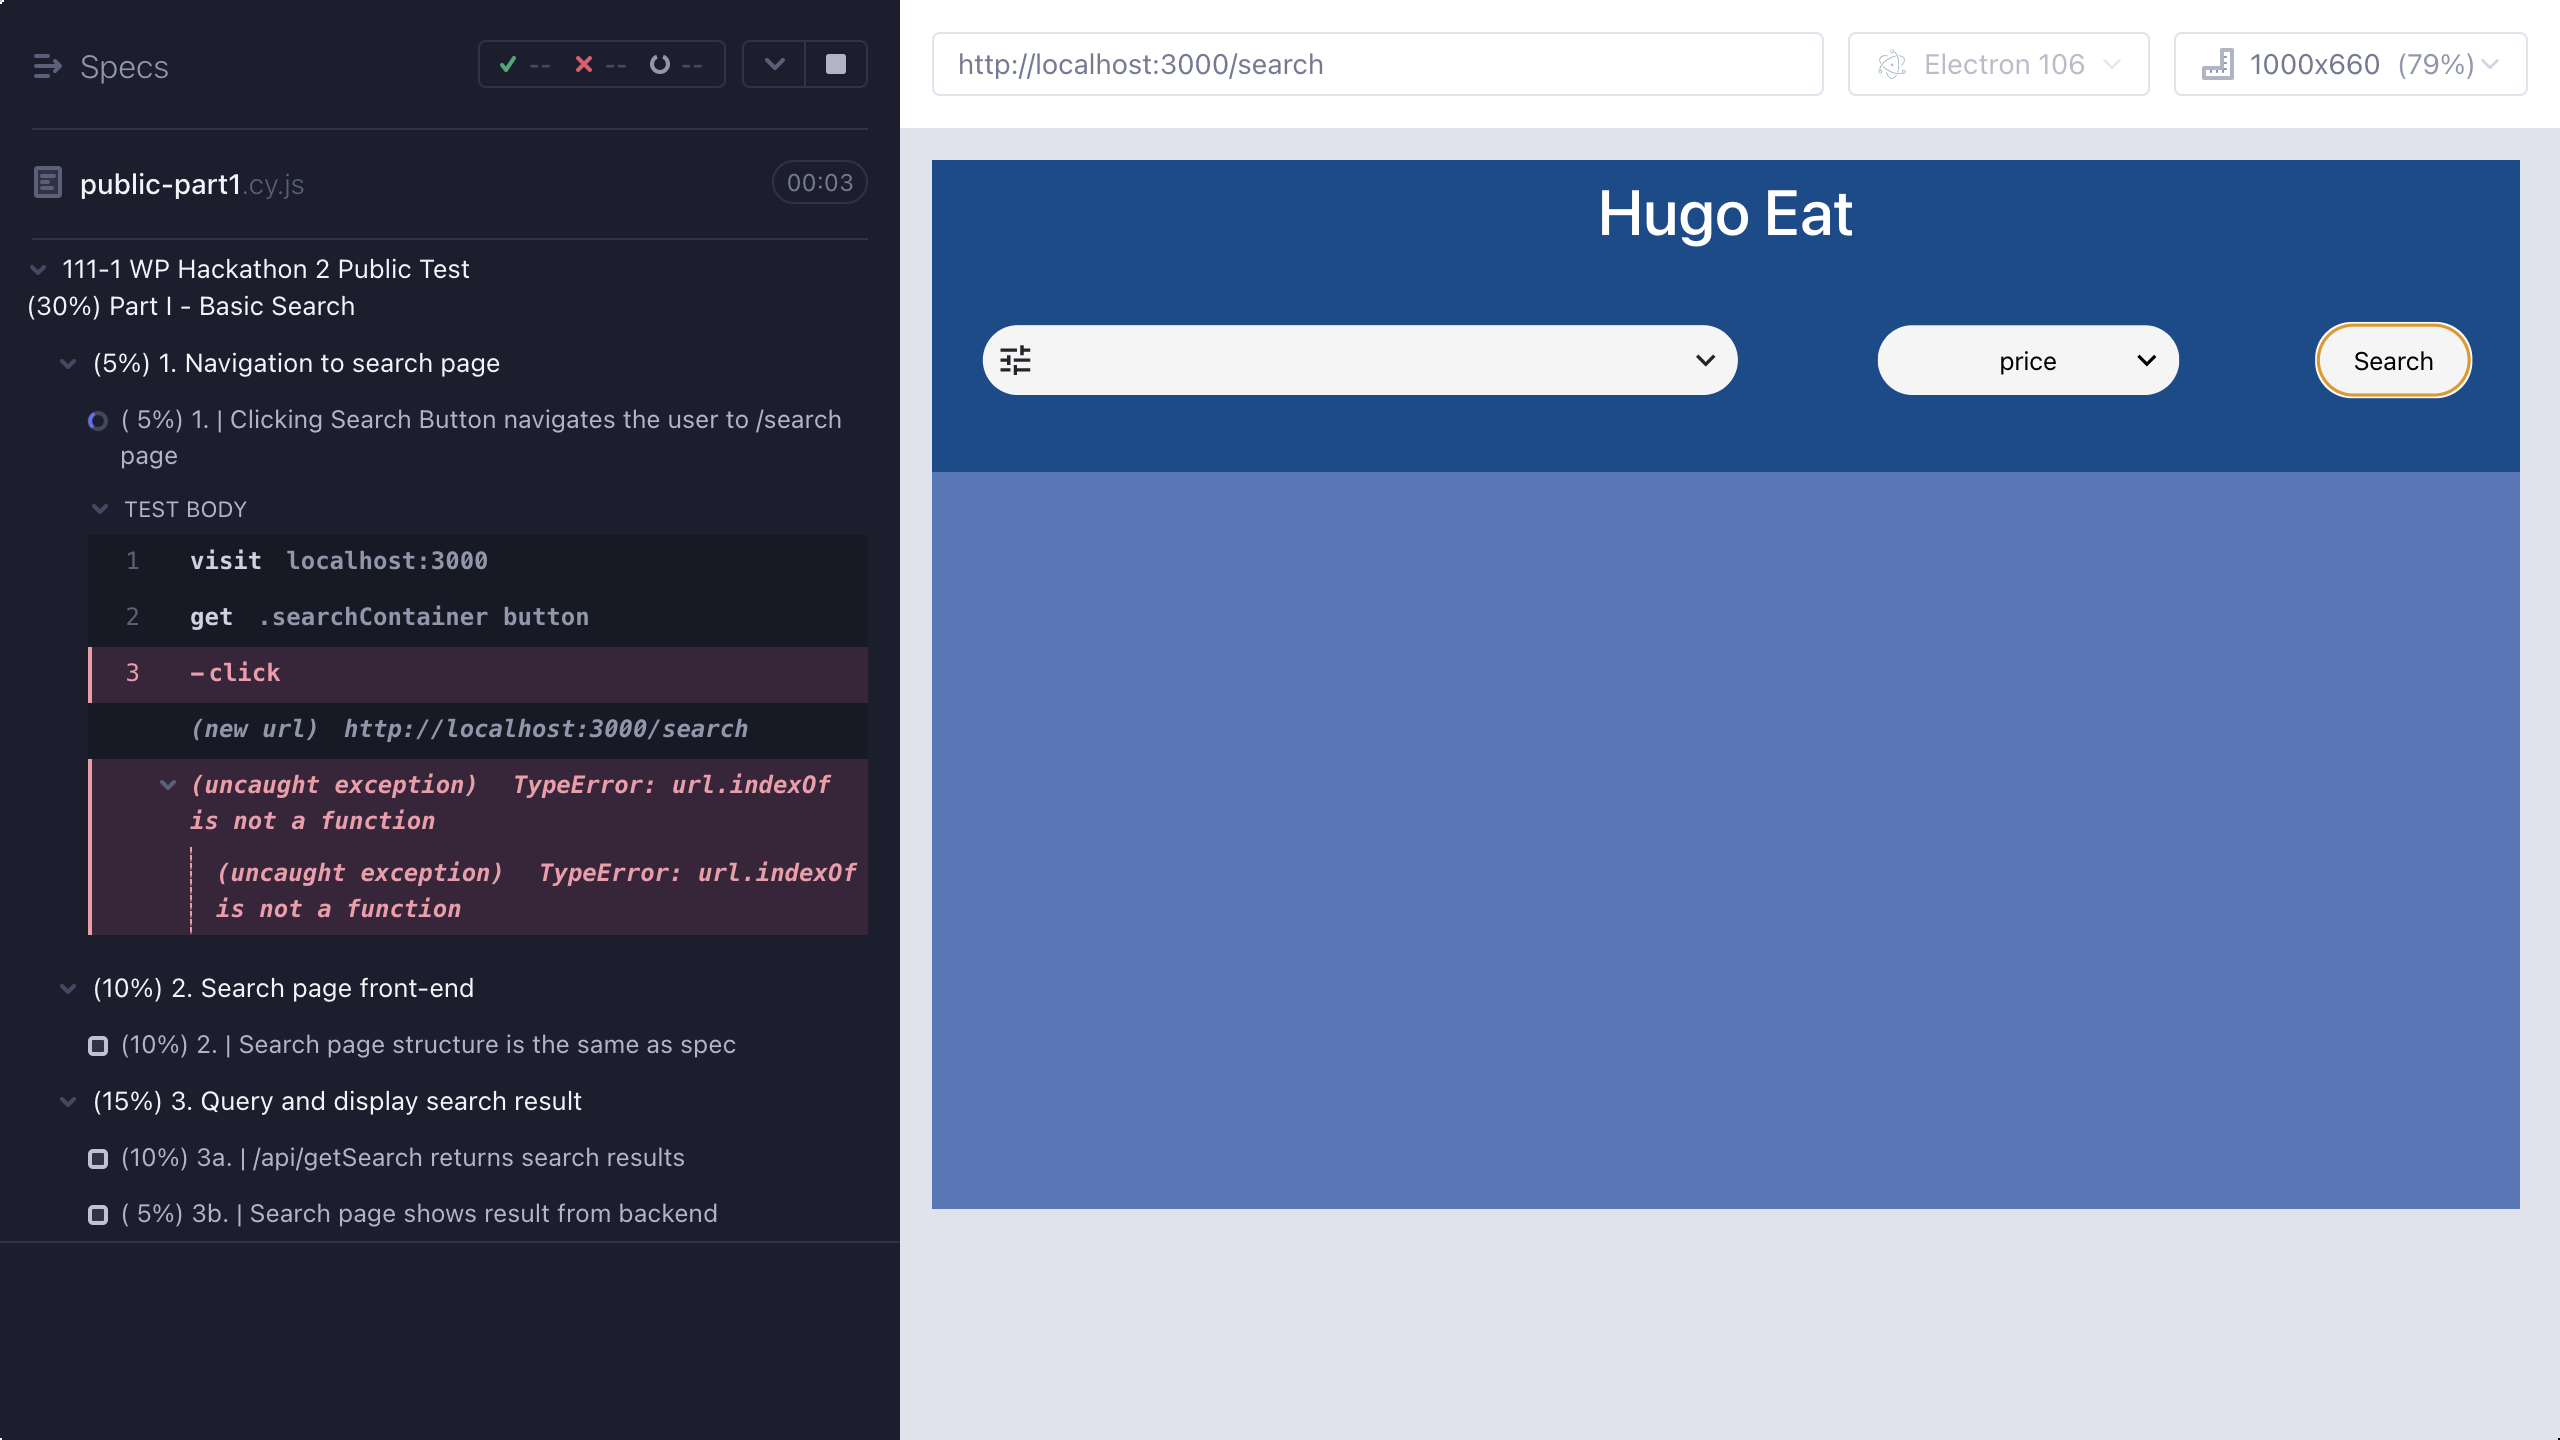 Specs
-- -- --
public-part1.cy.js
00:03
111-1 WP Hackathon 2 Public Test
(30%) Part I - Basic Search
(5%) 1. Navigation to search page
( 5%) 1. | Clicking Search Button navigates the user to /search
page
TEST BODY
1 visit localhost:3000
2 get .searchContainer button
3 -click
(new url) http://localhost:3000/search
(uncaught exception) TypeError: url.indexOf
is not a function
(uncaught exception) TypeError: url.indexOf
is not a function
(10%) 2. Search page front-end
(10%) 2. | Search page structure is the same as spec
(15%) 3. Query and display search result
(10%) 3a. | /api/getSearch returns search results
( 5%) 3b. | Search page shows result from backend
http://localhost:3000/search
Electron 106
1000x660 (79%)
Hugo Eat
price
Search